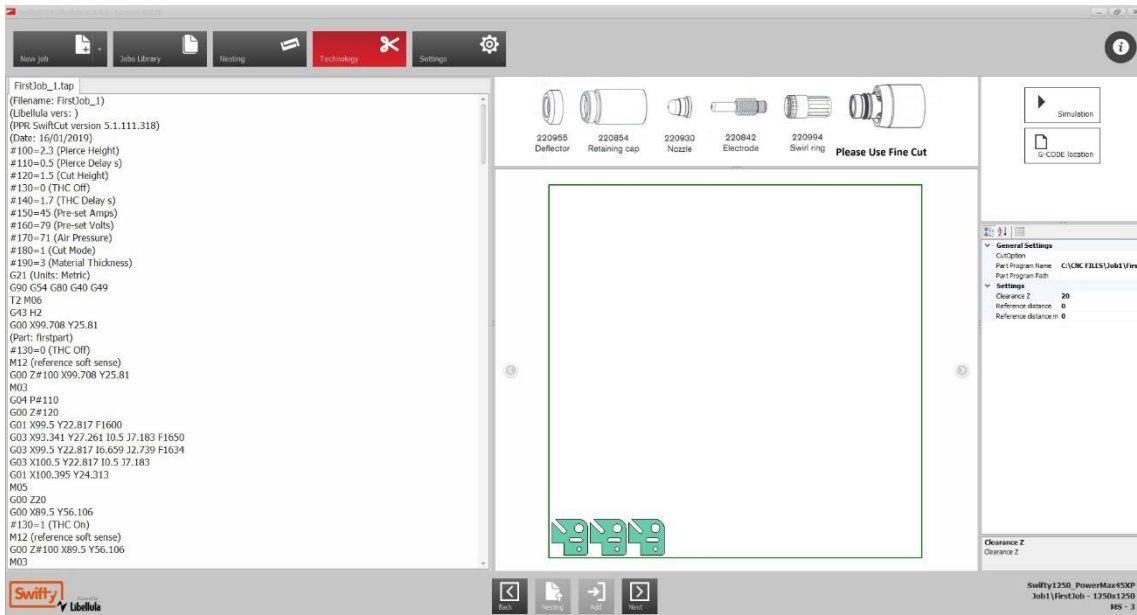 New job
Jobs Library
Nesting
Technology
Settings
FirstJob_1.tap
(Filename: FirstJob_1)
(Libellula vers: )
(PPR SwiftCut version 5.1.111.318)
(Date: 16/01/2019)
#100=2.3 (Pierce Height)
#110=0.5 (Pierce Delay s)
#120=1.5 (Cut Height)
#130=0 (THC Off)
#140=1.7 (THC Delay s)
#150=45 (Pre-set Amps)
#160=79 (Pre-set Volts)
#170=71 (Air Pressure)
#180=1 (Cut Mode)
#190=3 (Material Thickness)
G21 (Units: Metric)
G90 G54 G80 G40 G49
T2 M06
G43 H2
G00 X99.708 Y25.81
(Part: firstpart)
#130=0 (THC Off)
M12 (reference soft sense)
G00 Z#100 X99.708 Y25.81
M03
G04 P#110
G00 Z#120
G01 X99.5 Y22.817 F1600
G03 X93.341 Y27.261 I0.5 J7.183 F1650
G03 X99.5 Y22.817 I6.659 J2.739 F1634
G03 X100.5 Y22.817 I0.5 J7.183
G01 X100.395 Y24.313
M05
G00 Z20
G00 X89.5 Y56.106
#130=1 (THC On)
M12 (reference soft sense)
G00 Z#100 X89.5 Y56.106
M03
220955
Deflector
220854
Retaining cap
220930
Nozzle
220842
Electrode
220994
Swirl ring
Please Use Fine Cut
Simulation
G-CODE location
General Settings
CutOption
Part Program Name C:\CNC FILES\Job1\Firs
Part Program Path
Settings
Clearance Z 20
Reference distance 0
Reference distance m 0
Clearance Z
Clearance Z
Swifty
Powered by
Libellula
Back
Nesting
Add
Next
Swifty1250_PowerMax45XP
Job1\FirstJob - 1250x1250
MS - 3